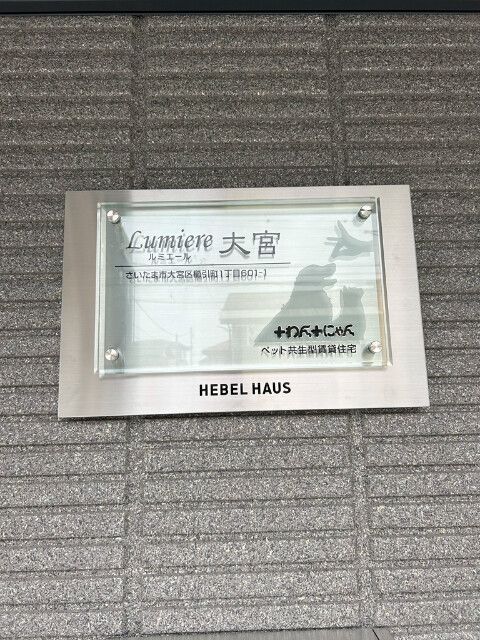 Lumiere 大宮
ルミエール
さいたま市大宮区櫛引町1丁目601-1
+わん+にゃん
ペット共生型賃貸住宅
HEBEL HAUS